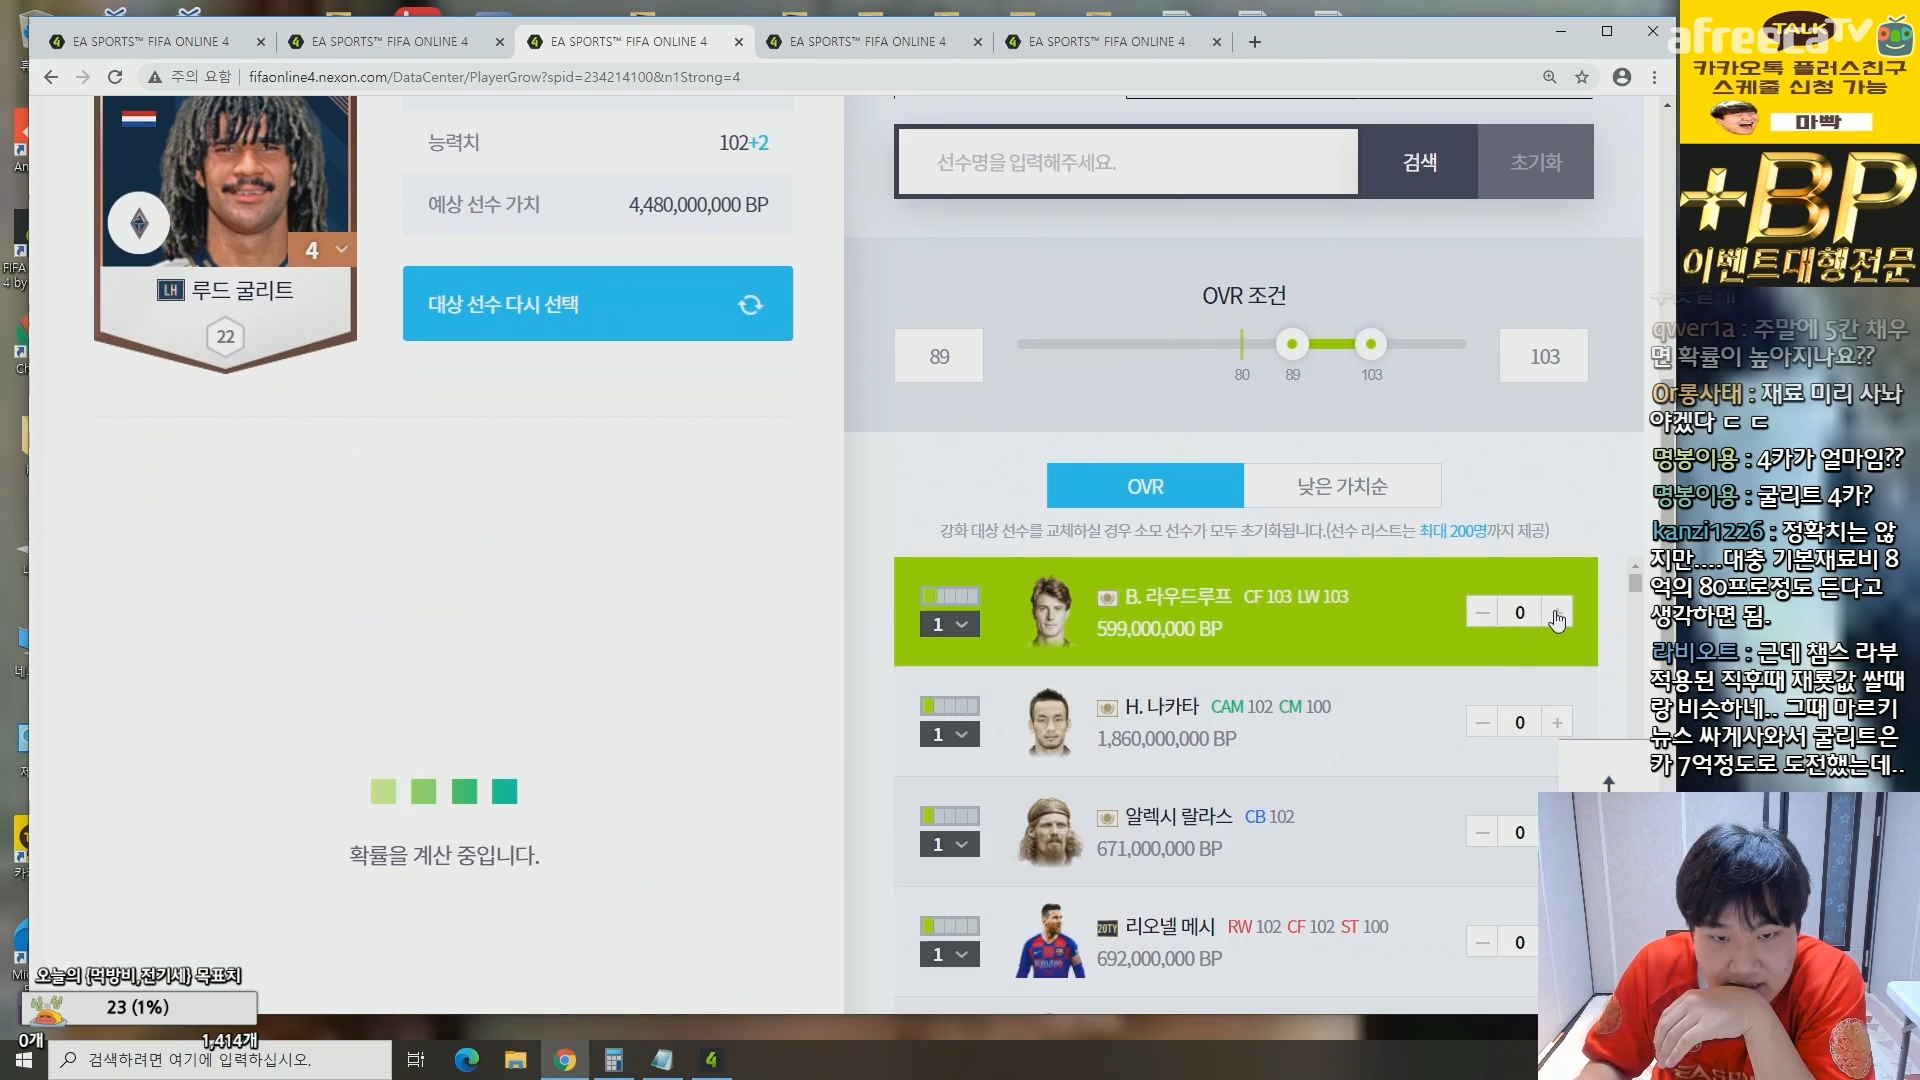 EA SPORTS™ FIFA ONLINE 4
EA SPORTS™ FIFA ONLINE 4
EA SPORTS™ FIFA ONLINE 4
EA SPORTS™ FIFA ONLINE 4
EA SPORTS™ FIFA ONLINE 4
주의 요함
fifaonline4.nexon.com/DataCenter/PlayerGrow?spid=234214100&n1Strong=4
afreecaTV
TALK
카카오톡 플러스친구
스케줄 신청 가능
마빡
+BP
이벤트대행전문
4
LH 루드 굴리트
22
능력치
102+2
예상 선수 가치
4,480,000,000 BP
대상 선수 다시 선택
확률을 계산 중입니다.
선수명을 입력해주세요.
검색
초기화
OVR 조건
89
80
89
103
103
OVR
낮은 가치순
강화 대상 선수를 교체하실 경우 소모 선수가 모두 초기화됩니다.(선수 리스트는 최대 200명까지 제공)
1
B. 라우드루프 CF 103 LW 103
599,000,000 BP
0
1
H. 나카타 CAM 102 CM 100
1,860,000,000 BP
0
1
알렉시 랄라스 CB 102
671,000,000 BP
0
1
20TY 리오넬 메시 RW 102 CF 102 ST 100
692,000,000 BP
0
qwer1a : 주말에 5칸 채우
면 확률이 높아지나요??
0r롱사태 : 재료 미리 사놔
야겠다 ㄷ ㄷ
명봉이용 : 4카가 얼마임??
명봉이용 : 굴리트 4카?
kanzi1226 : 정확치는 않
지만....대충 기본재료비 8
억의 80프로정도 든다고
생각하면 됨.
라비오트 : 근데 챔스 라부
적용된 직후때 재룟값 쌀때
랑 비슷하네.. 그때 마르키
뉴스 싸게사와서 굴리트은
카 7억정도로 도전했는데..
오늘의 {먹방비,전기세} 목표치
23 (1%)
0개
1,414개
검색하려면 여기에 입력하십시오.